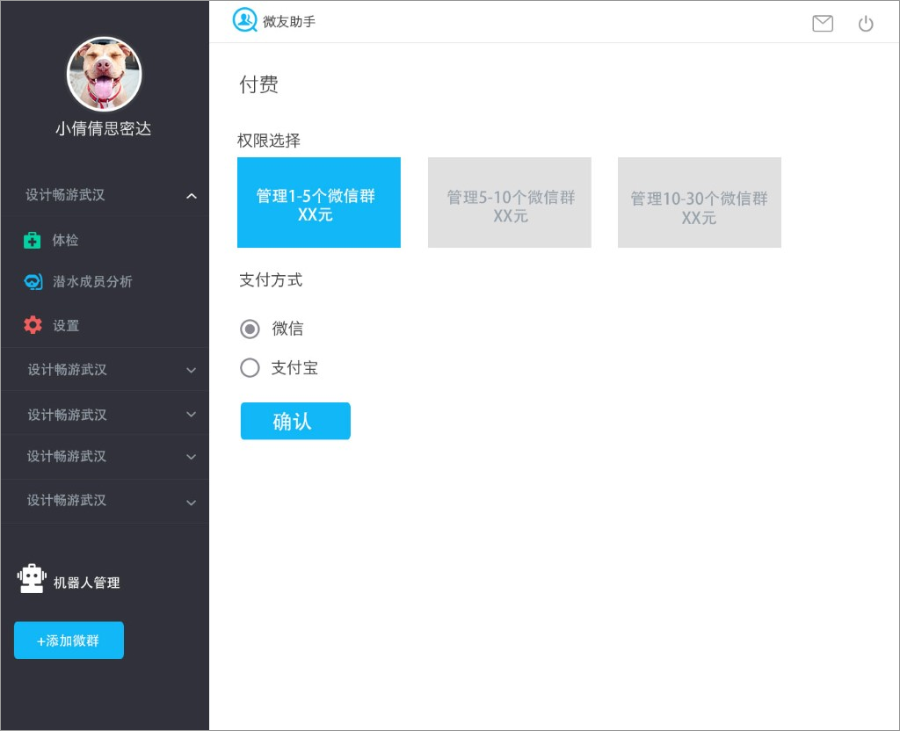 微友助手
小倩倩思密达
设计畅游武汉
体检
潜水成员分析
设置
设计畅游武汉
设计畅游武汉
设计畅游武汉
设计畅游武汉
机器人管理
+添加微群
付费
权限选择
管理1-5个微信群
XX元
管理5-10个微信群
XX元
管理10-30个微信群
XX元
支付方式
微信
支付宝
确认